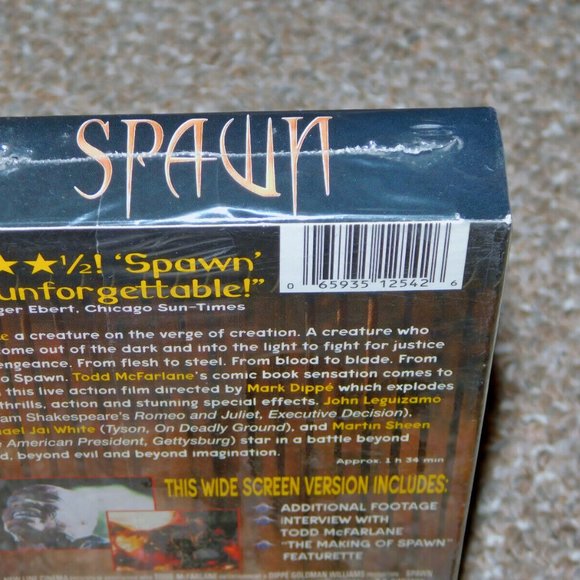 SPAWN
½! 'Spawn'
unforgettable!"
Ebert, Chicago Sun-Times
0 65935 12542 6
a creature on the verge of creation. A creature who
come out of the dark and into the light to fight for justice
From flesh to steel. From blood to blade. From
Spawn. Todd McFarlane's comic book sensation comes to
this live action film directed by Mark Dippé which explodes
thrills, action and stunning special effects. John Leguizamo
Shakespeare's Romeo and Juliet, Executive Decision),
Jai White (Tyson, On Deadly Ground), and Martin Sheen
American President, Gettysburg) star in a battle beyond
beyond evil and beyond imagination.
Approx. 1 h 34 min
THIS WIDE SCREEN VERSION INCLUDES:
ADDITIONAL FOOTAGE
INTERVIEW WITH
TODD McFARLANE
"THE MAKING OF SPAWN"
FEATURETTE